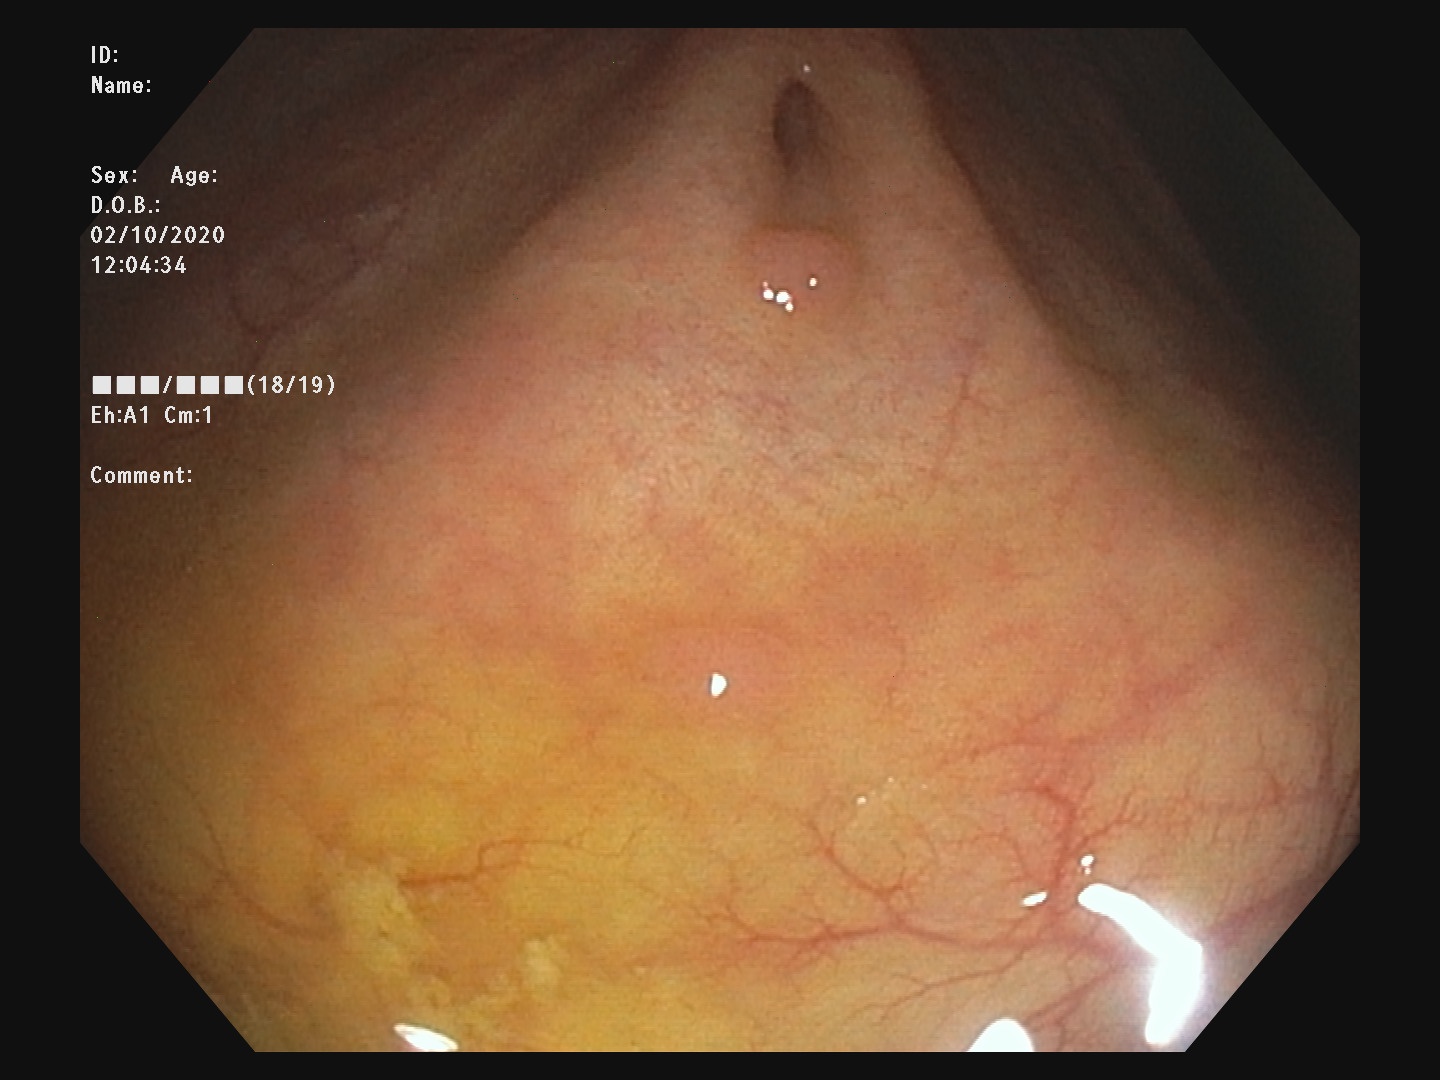 ID:
Name:
Sex: Age:
D.O.B.:
02/10/2020
12:04:34
■■■/■■■(18/19)
Eh:A1 Cm:1
Comment: